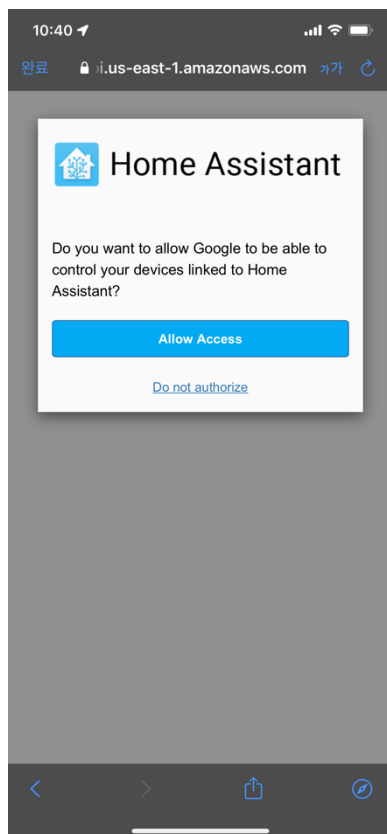 10:40
완료
i.us-east-1.amazonaws.com
가가
Home Assistant
Do you want to allow Google to be able to
control your devices linked to Home
Assistant?
Allow Access
Do not authorize